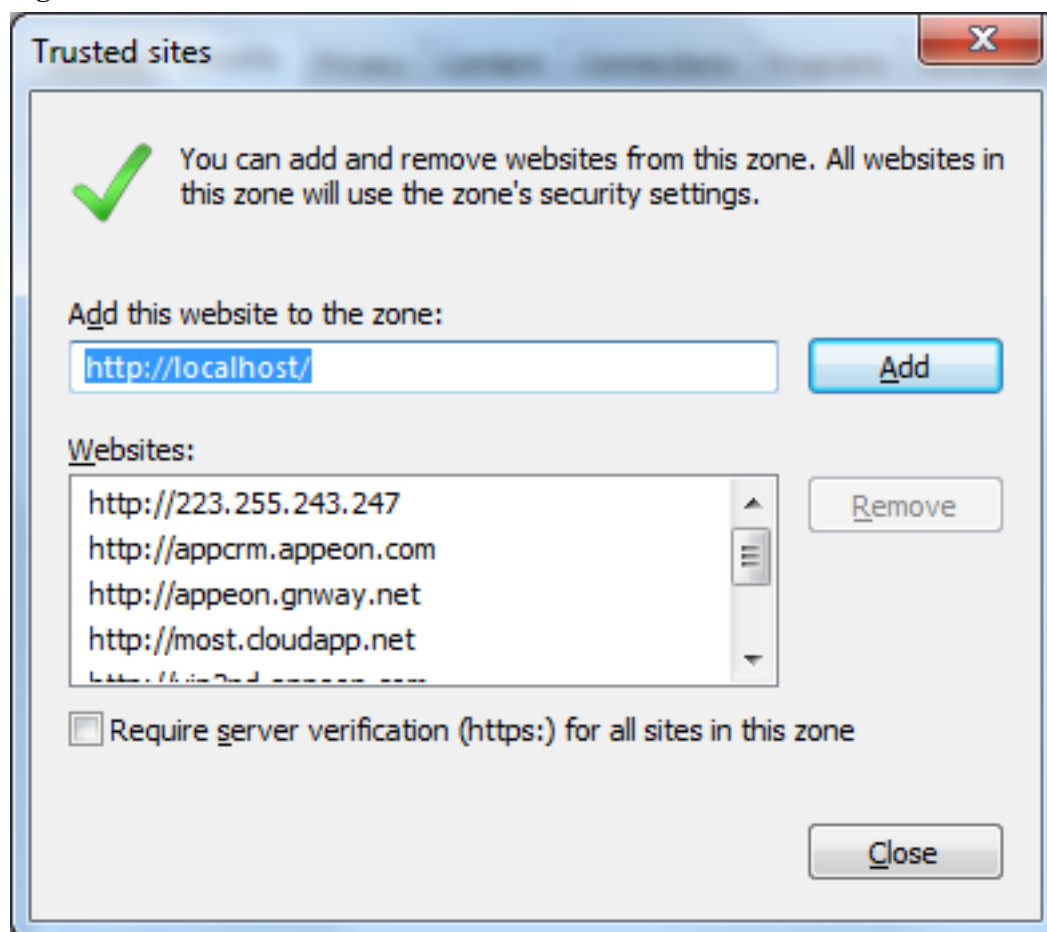 Trusted sites
You can add and remove websites from this zone. All websites in
this zone will use the zone's security settings.
Add this website to the zone:
http://localhost/
Add
Websites:
http://223.255.243.247
Remove
http://appcrm.appeon.com
http://appeon.gnway.net
http://most.cloudapp.net
Require server verification (https:) for all sites in this zone
Close